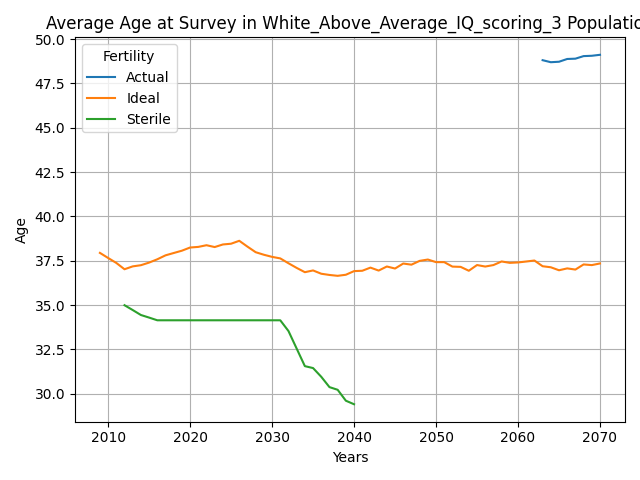 Average Age at Survey in White_Above_Average_IQ_scoring_3 Populatio
Fertility
Actual
Ideal
Sterile
50.0
47.5
45.0
42.5
40.0
37.5
35.0
32.5
30.0
Age
2010 2020 2030 2040 2050 2060 2070
Years